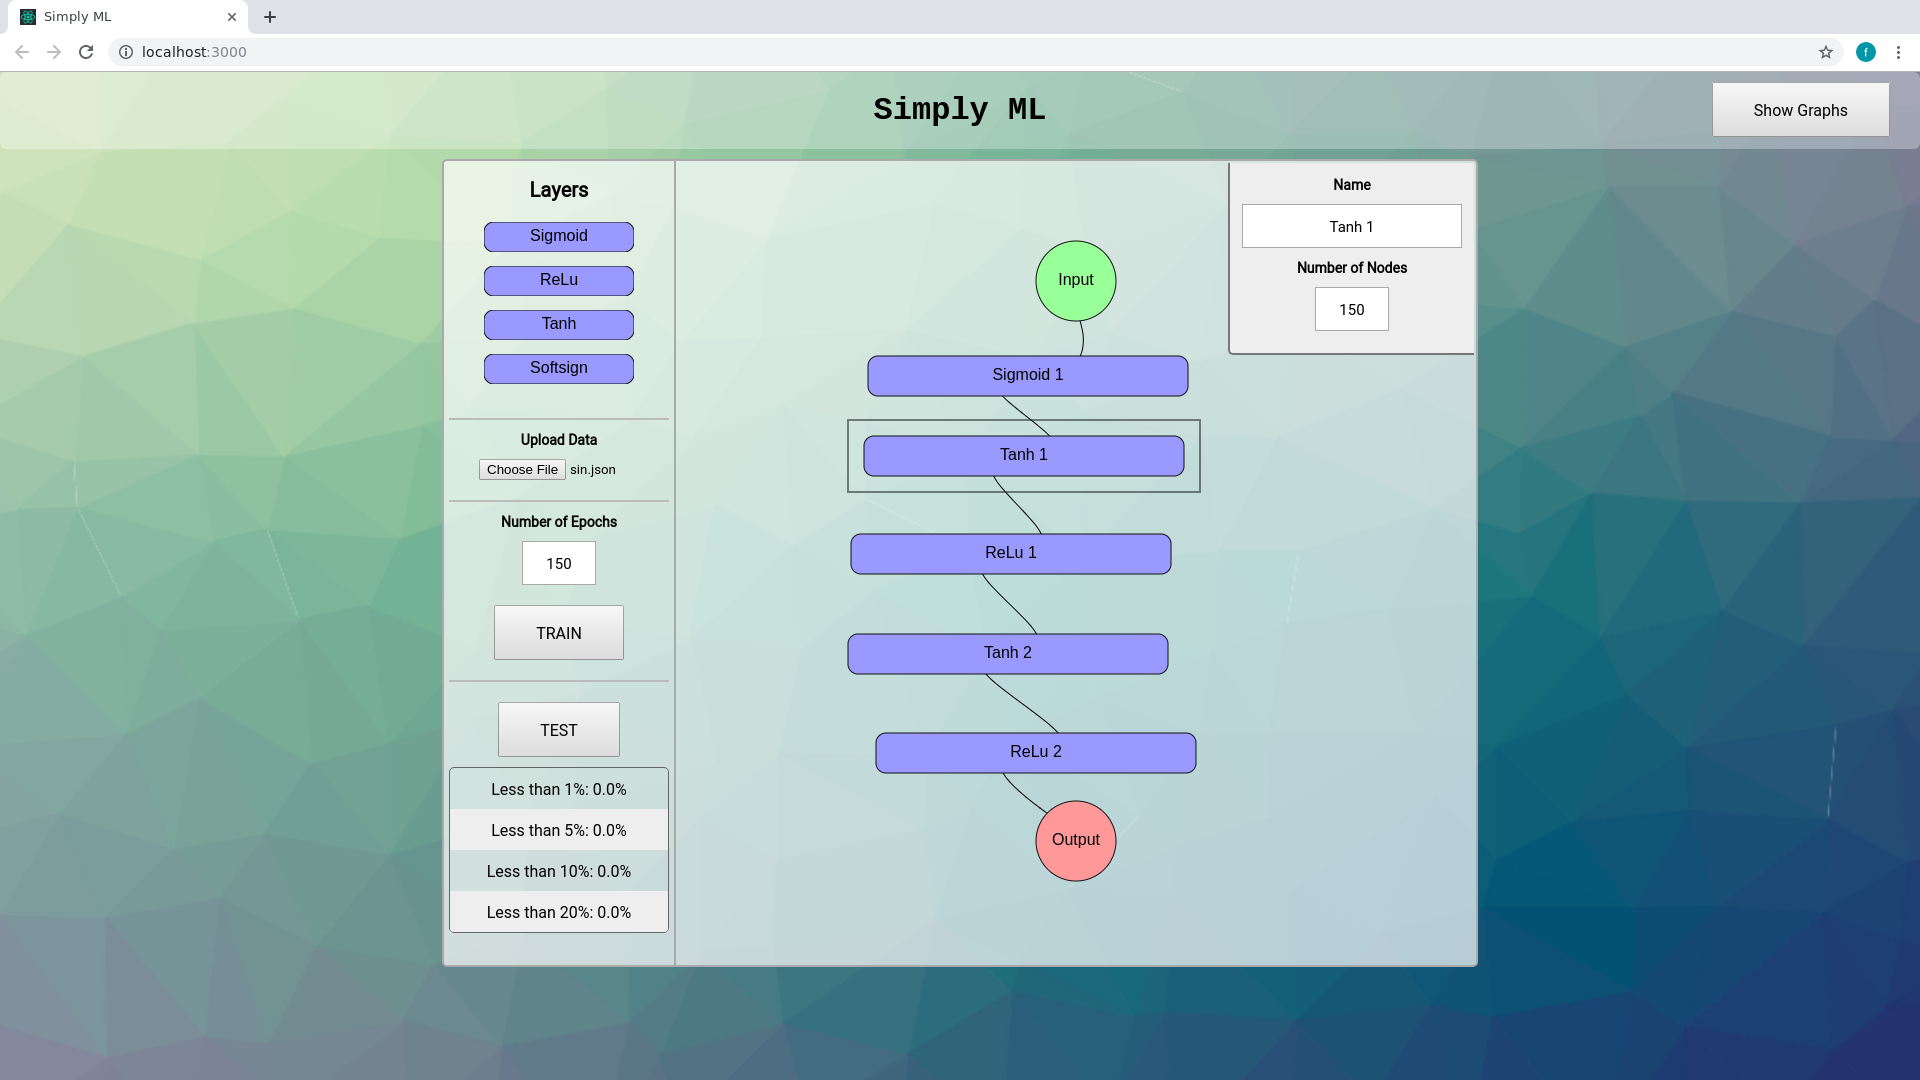 Simply ML
localhost:3000
f
Simply ML
Show Graphs
Layers
Sigmoid
ReLu
Tanh
Softsign
Upload Data
Choose File sin.json
Number of Epochs
150
TRAIN
TEST
Less than 1%: 0.0%
Less than 5%: 0.0%
Less than 10%: 0.0%
Less than 20%: 0.0%
Input
Sigmoid 1
Tanh 1
ReLu 1
Tanh 2
ReLu 2
Output
Name
Tanh 1
Number of Nodes
150